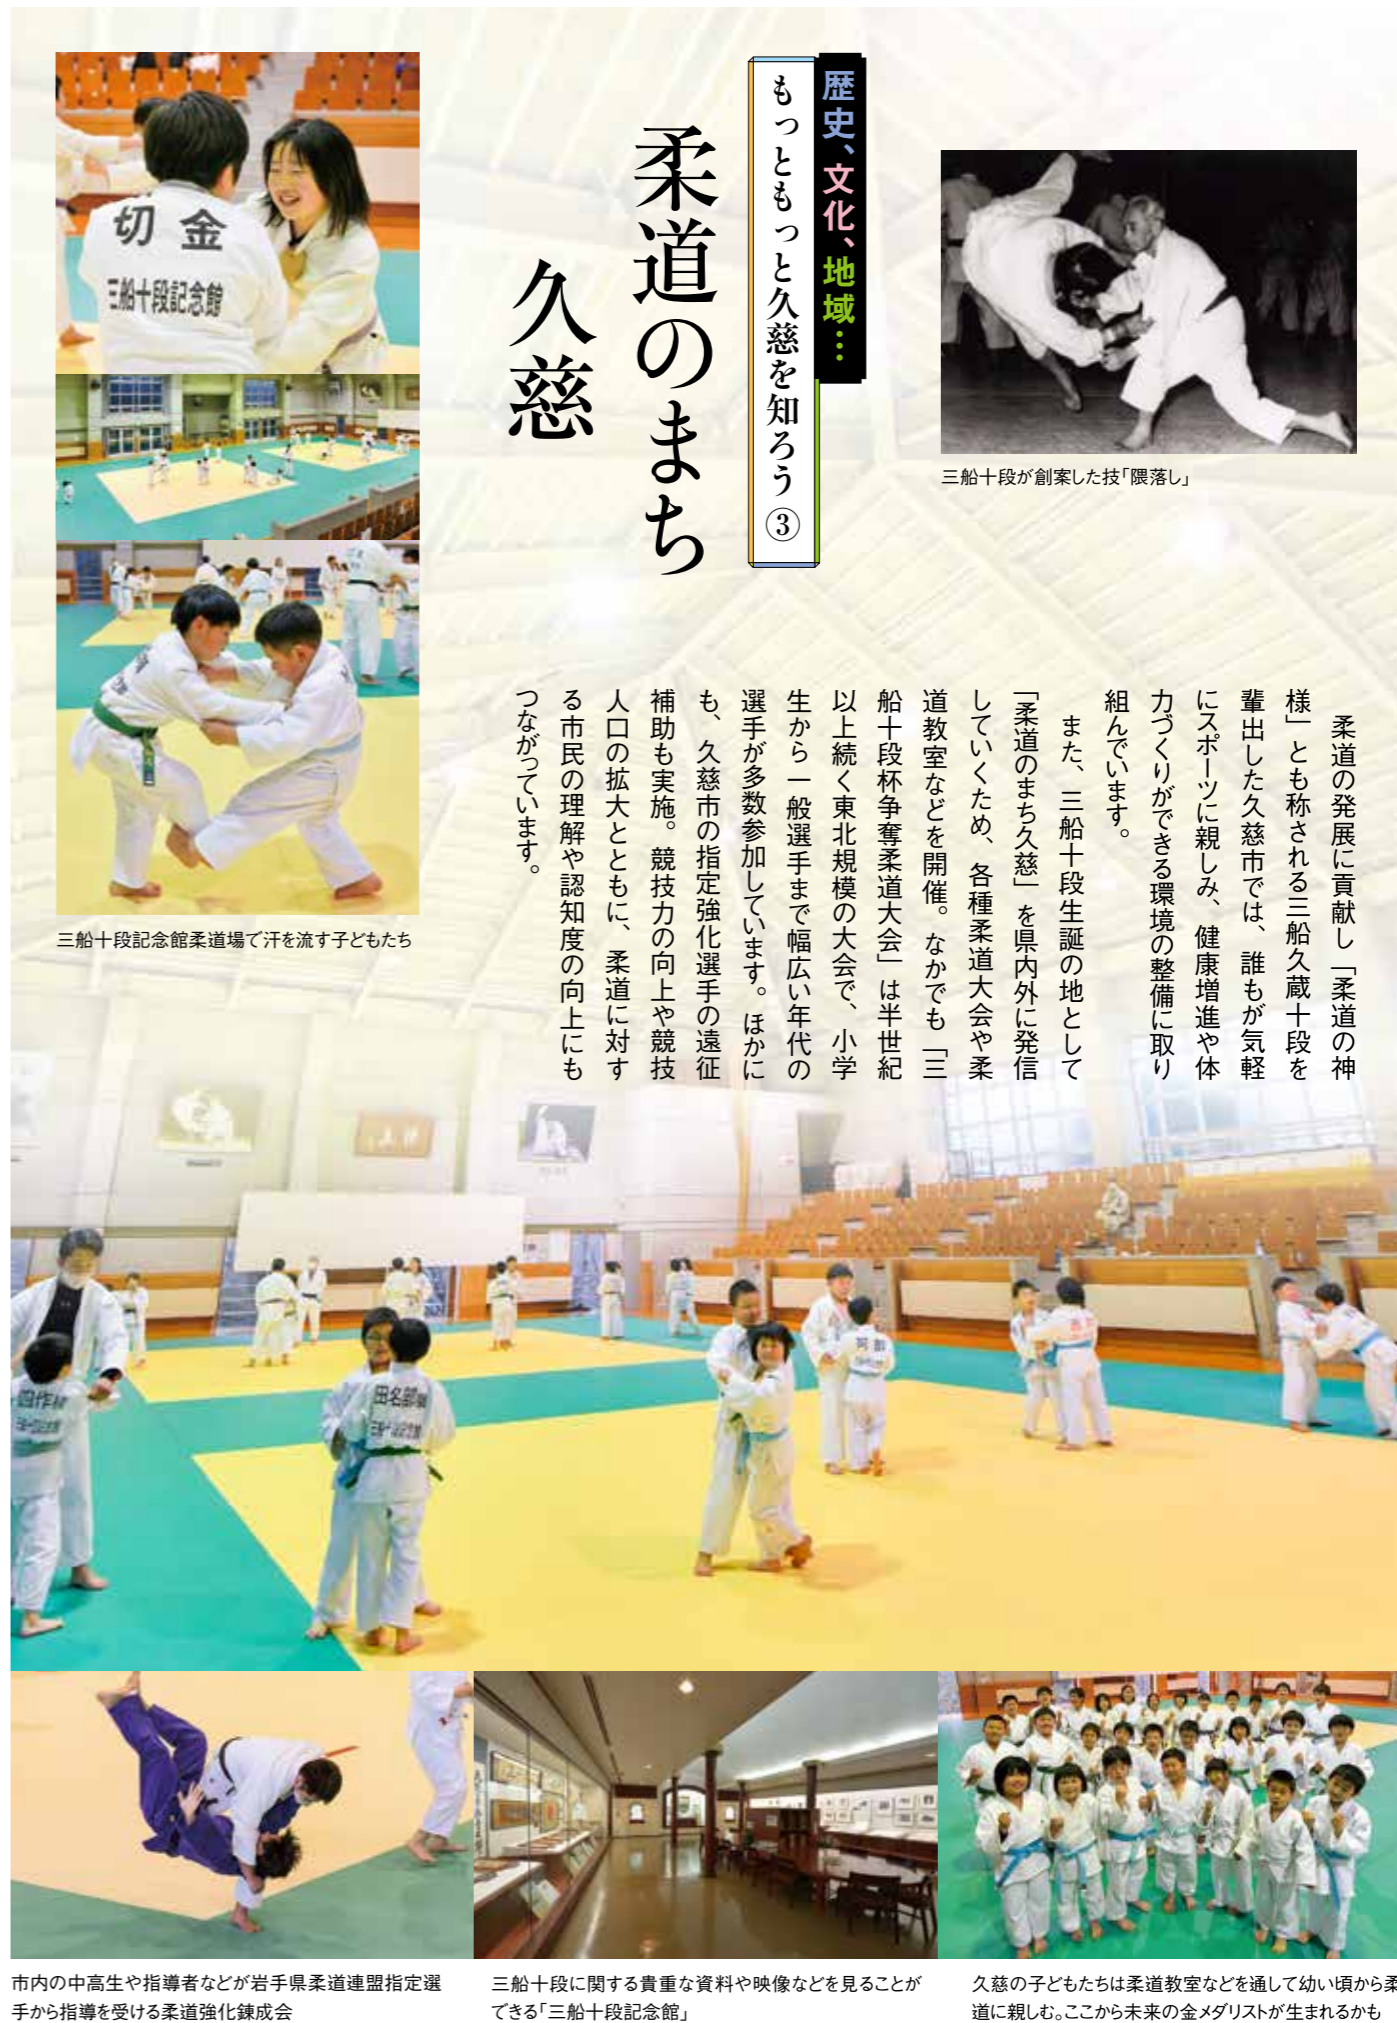 歴史、文化、地域…
もっともっと久慈を知ろう③
柔道のまち
久慈
三船十段が創案した技「隈落し」
柔道の発展に貢献し「柔道の神
様」とも称される三船久蔵十段を
輩出した久慈市では、誰もが気軽
にスポーツに親しみ、健康増進や体
力づくりができる環境の整備に取り
組んでいます。
また、三船十段生誕の地として
「柔道のまち久慈」を県内外に発信
していくため、各種柔道大会や柔
道教室などを開催。なかでも「三
船十段杯争奪柔道大会」は半世紀
以上続く東北規模の大会で、小学
生から一般選手まで幅広い年代の
選手が多数参加しています。ほかに
も、久慈市の指定強化選手の遠征
補助も実施。競技力の向上や競技
人口の拡大とともに、柔道に対す
る市民の理解や認知度の向上にも
つながっています。
切金
三船十段記念館
三船十段記念館柔道場で汗を流す子どもたち
田名部
市内の中高生や指導者などが岩手県柔道連盟指定選
手から指導を受ける柔道強化錬成会
三船十段に関する貴重な資料や映像などを見ることが
できる「三船十段記念館」
久慈の子どもたちは柔道教室などを通して幼い頃から柔
道に親しむ。ここから未来の金メダリストが生まれるかも